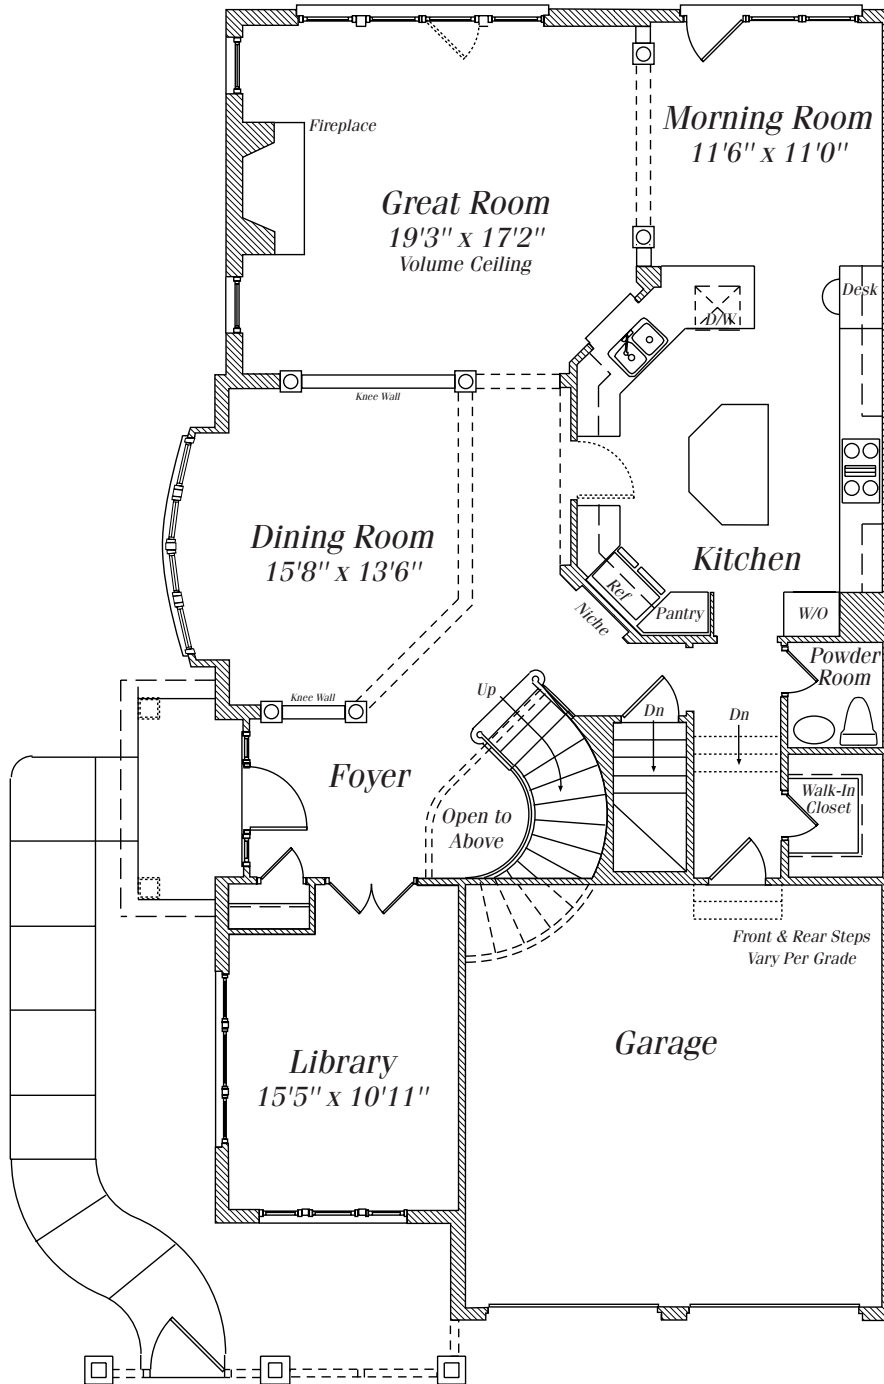 Fireplace
Morning Room
11'6" x 11'0"
Great Room
19'3" x 17'2"
Volume Ceiling
Desk
D/W
Knee Wall
Dining Room
15'8" x 13'6"
Kitchen
Ref
Niche
Pantry
W/O
Powder
Room
Knee Wall
Up
Dn
Dn
Foyer
Open to
Above
Walk-In
Closet
Front & Rear Steps
Vary Per Grade
Garage
Library
15'5" x 10'11"